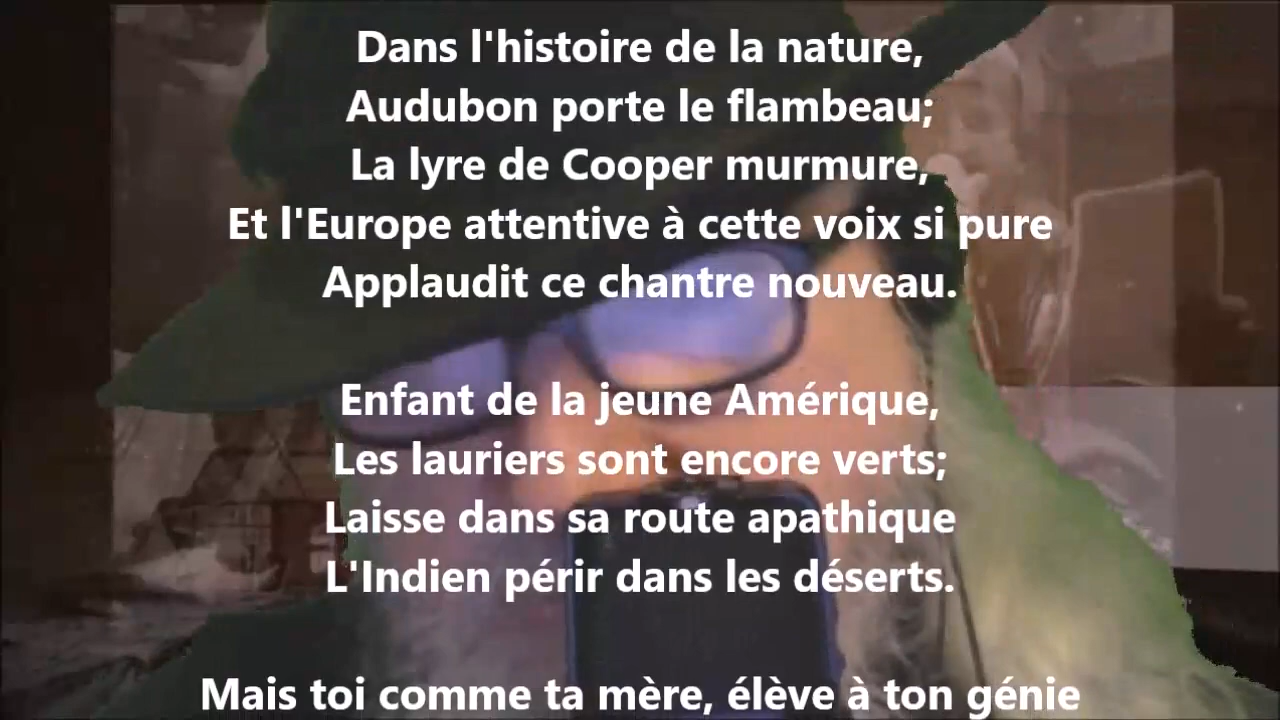 Dans l'histoire de la nature,
Audubon porte le flambeau;
La lyre de Cooper murmure,
Et l'Europe attentive à cette voix si pure
Applaudit ce chantre nouveau.
Enfant de la jeune Amérique,
Les lauriers sont encore verts;
Laisse dans sa route apathique
L'Indien périr dans les déserts.
Mais toi comme ta mère, élève à ton génie